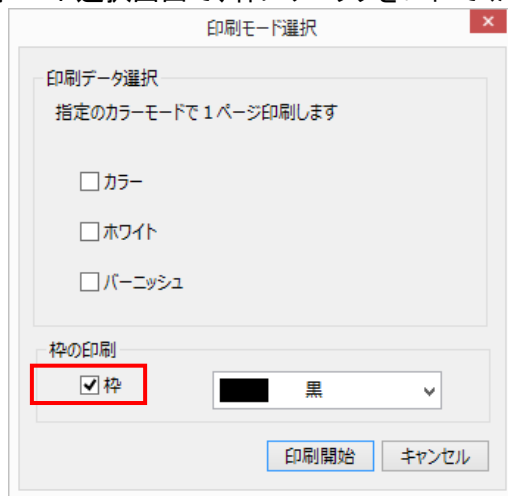 印刷モード選択
印刷データ選択
指定のカラーモードで1ページ印刷します
カラー
ホワイト
バーニッシュ
枠の印刷
枠
黒
印刷開始 キャンセル